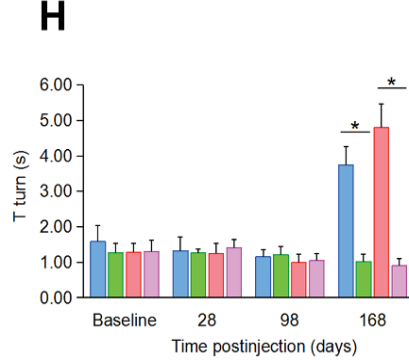 H
6.00
5.00
4.00
3.00
2.00
1.00
0.00
T turn (s)
* *
Baseline 28 98 168
Time postinjection (days)